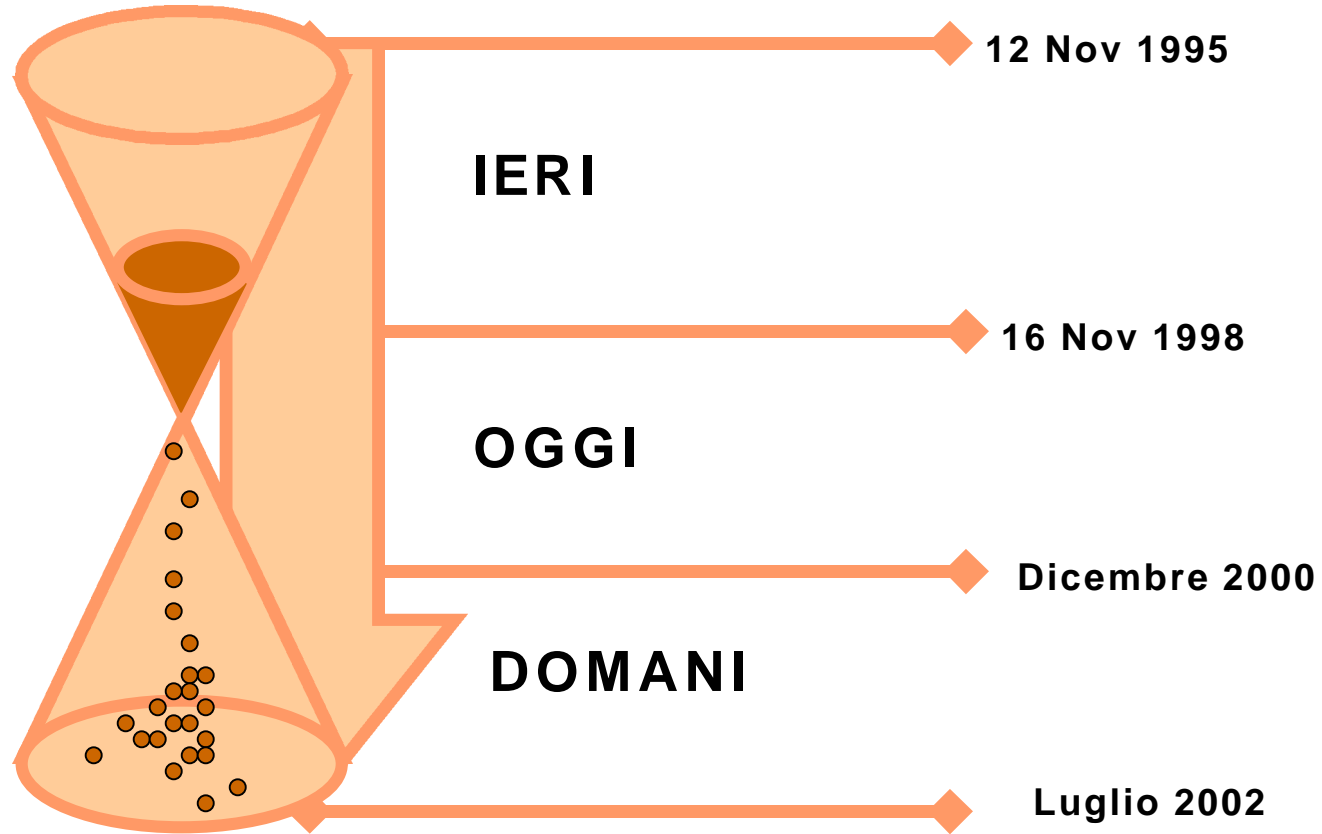 12 Nov 1995
IERI
16 Nov 1998
OGGI
Dicembre 2000
DOMANI
Luglio 2002